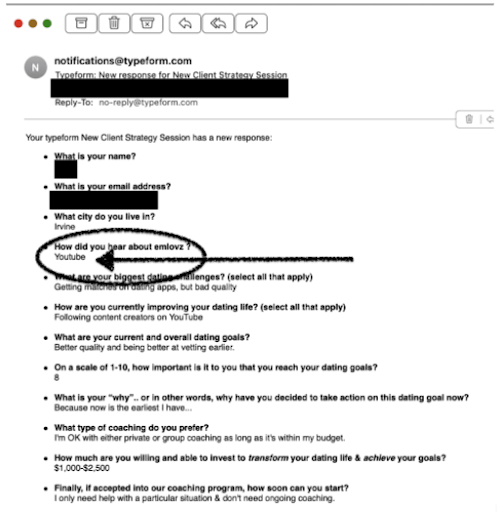 N
notifications@typeform.com
Typeform: New response for New Client Strategy Session
Reply-To: no-reply@typeform.com
Your typeform New Client Strategy Session has a new response:
• What is your name?
• What is your email address?
• What city do you live in?
Irvine
• How did you hear about emlovz ?
Youtube
• What are your biggest dating challenges? (select all that apply)
Getting matches on dating apps, but bad quality
• How are you currently improving your dating life? (select all that apply)
Following content creators on YouTube
• What are your current and overall dating goals?
Better quality and being better at vetting earlier.
• On a scale of 1-10, how important is it to you that you reach your dating goals?
8
• What is your "why".. or in other words, why have you decided to take action on this dating goal now?
Because now is the earliest I have...
• What type of coaching do you prefer?
I'm OK with either private or group coaching as long as it's within my budget.
• How much are you willing and able to invest to transform your dating life & achieve your goals?
$1,000-$2,500
• Finally, if accepted into our coaching program, how soon can you start?
I only need help with a particular situation & don't need ongoing coaching.